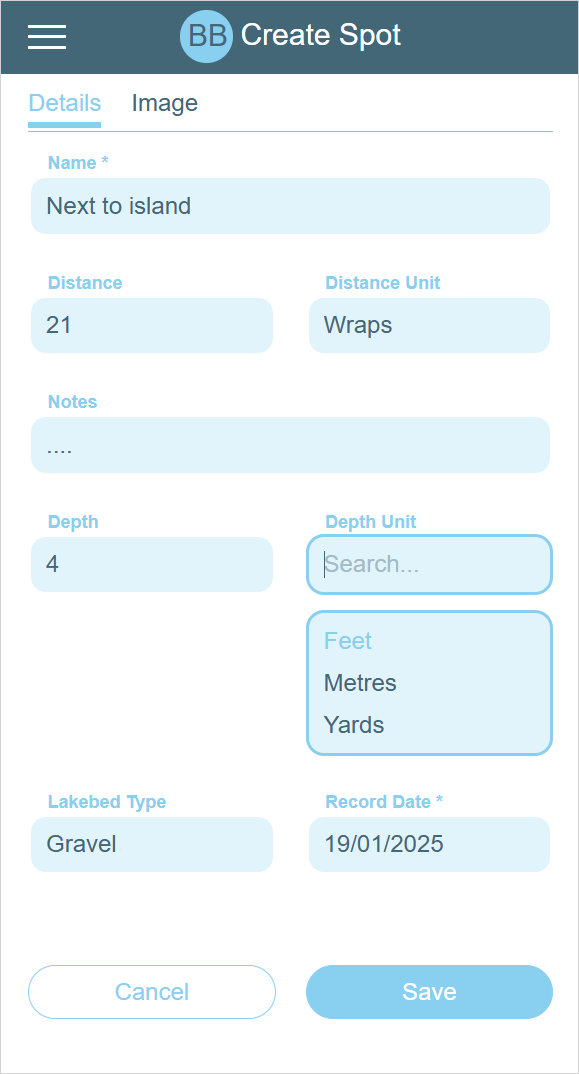 BB Create Spot
Details Image
Name *
Next to island
Distance Distance Unit
21 Wraps
Notes
....
Depth Depth Unit
4 Search...
Feet
Metres
Yards
Lakebed Type Record Date *
Gravel 19/01/2025
Cancel Save